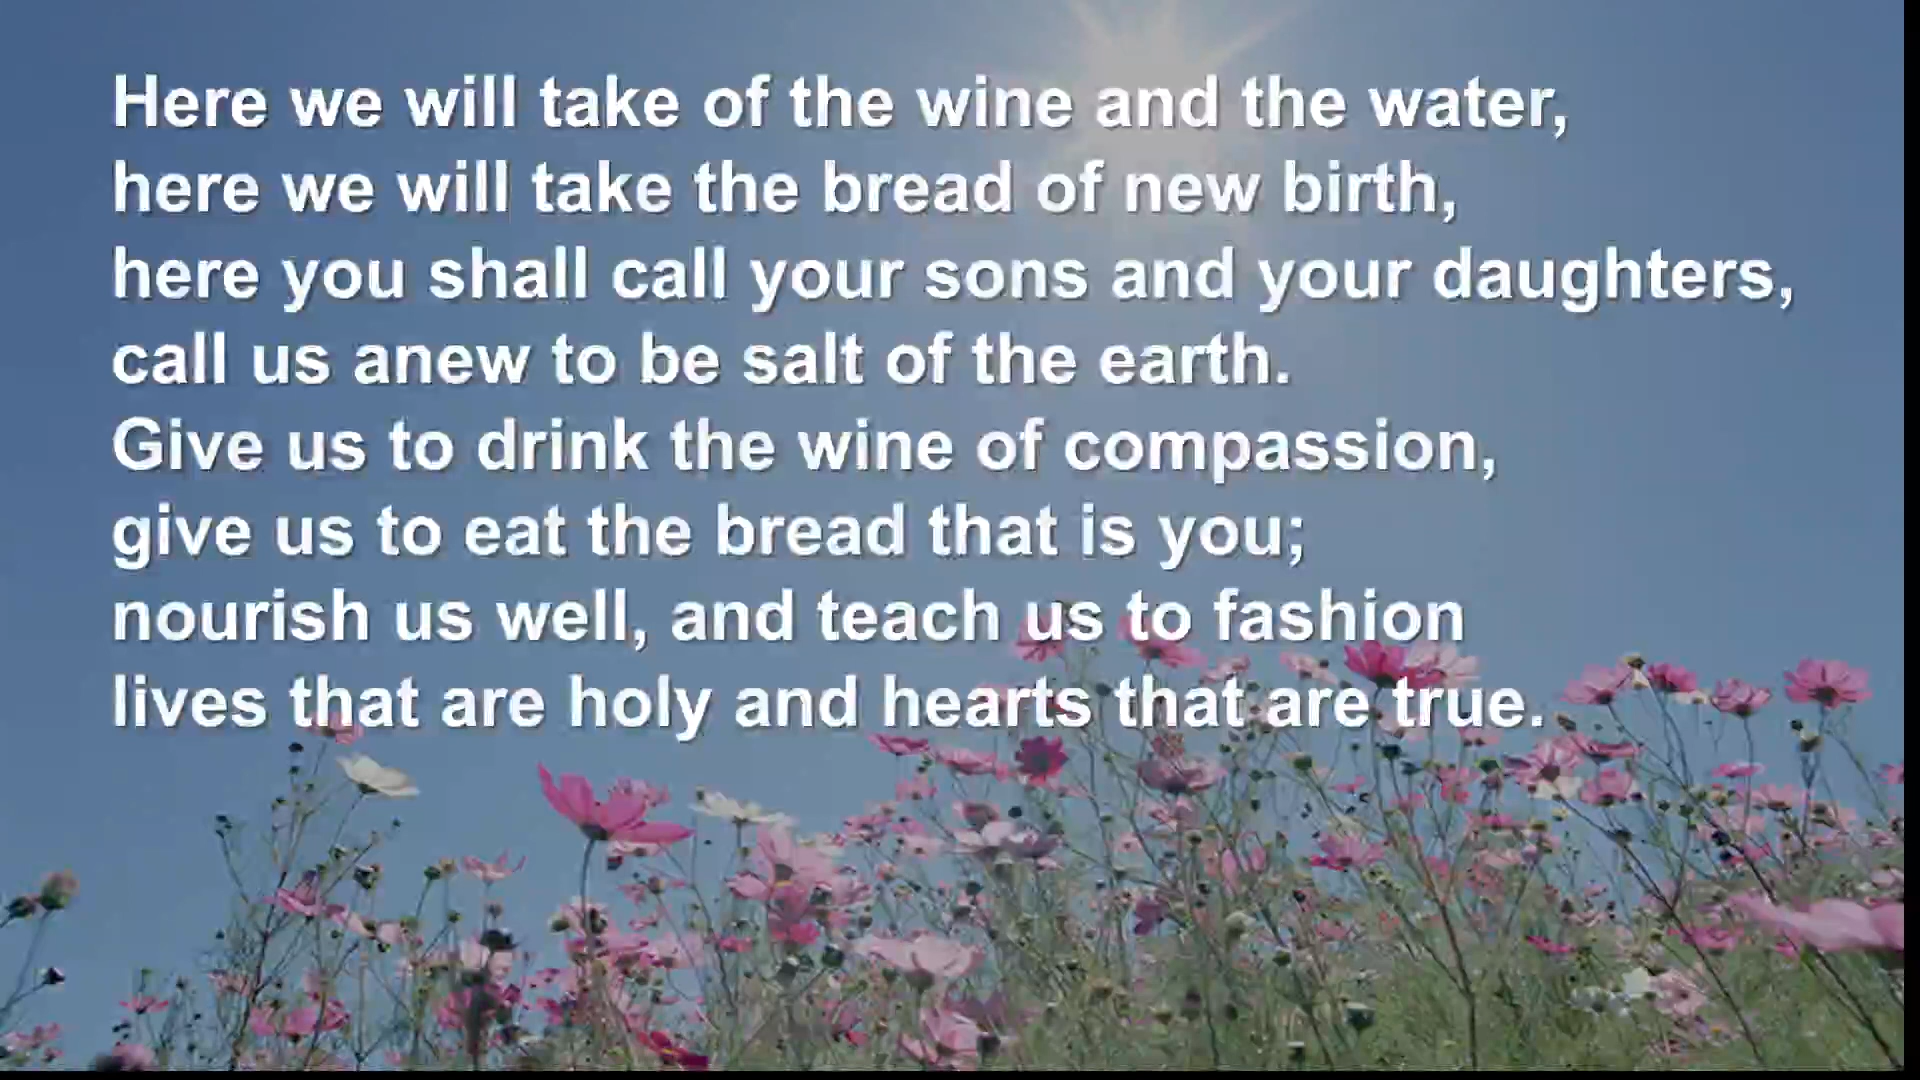 Here we will take of the wine and the water,
here we will take the bread of new birth,
here you shall call your sons and your daughters,
call us anew to be salt of the earth.
Give us to drink the wine of compassion,
give us to eat the bread that is you;
nourish us well, and teach us to fashion
lives that are holy and hearts that are true.